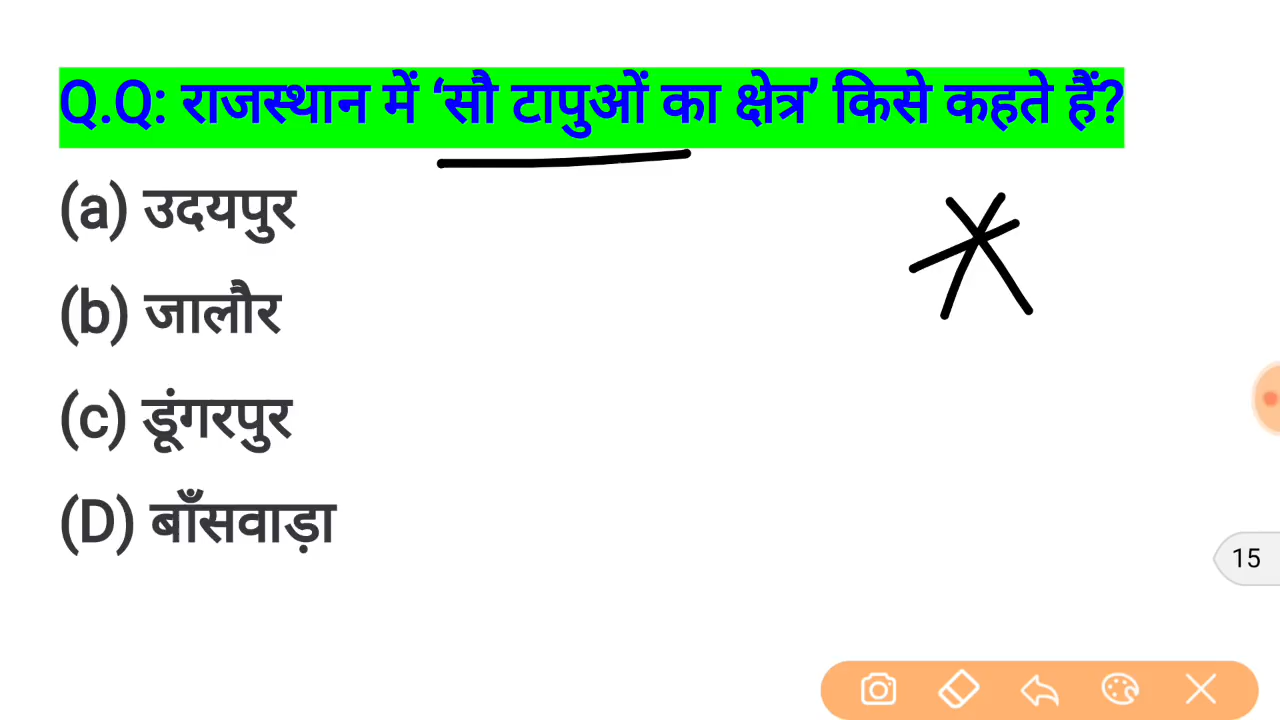 Q.Q: राजस्थान में ‘सौ टापुओं का क्षेत्र’ किसे कहते हैं?
(a) उदयपुर
(b) जालौर
(c) डूंगरपुर
(D) बाँसवाड़ा
15